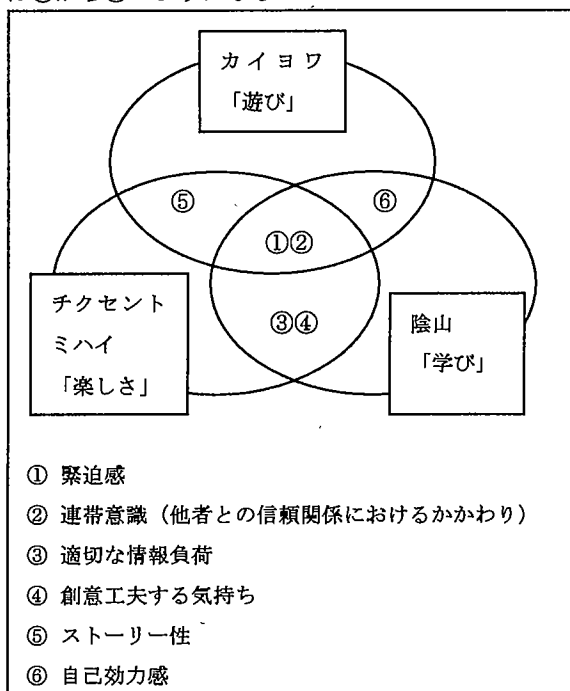 カイヨワ
「遊び」
⑤
⑥
①②
③④
チクセント
ミハイ
「楽しさ」
陰山
「学び」
① 緊迫感
② 連帯意識（他者との信頼関係におけるかかわり）
③ 適切な情報負荷
④ 創意工夫する気持ち
⑤ ストーリー性
⑥ 自己効力感